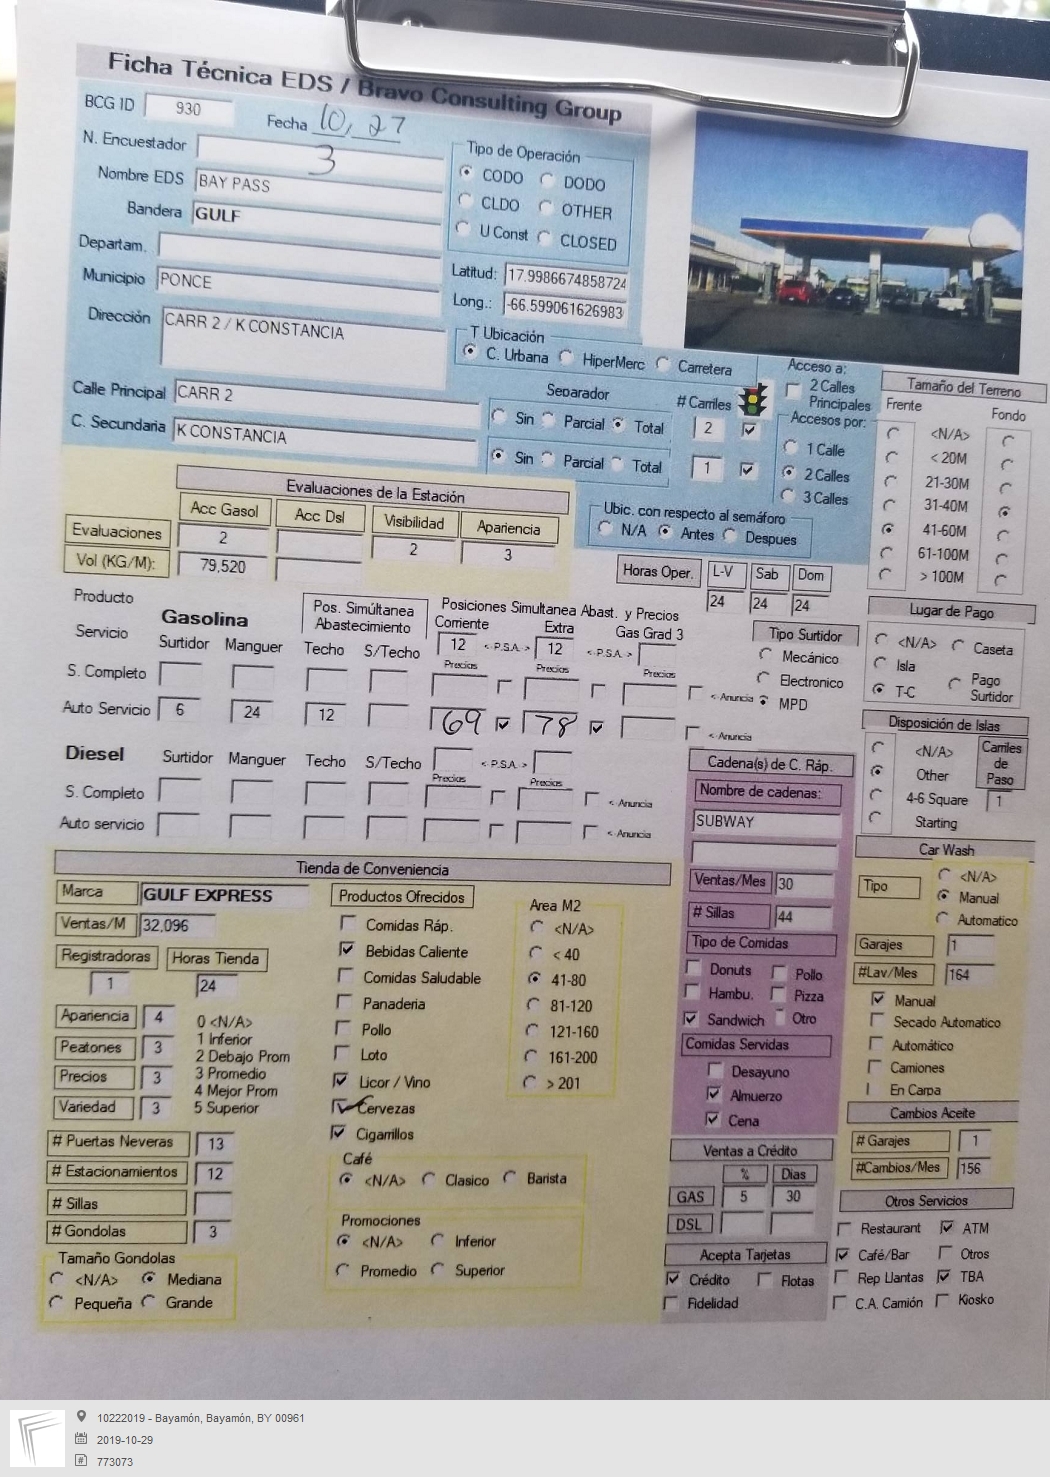 Ficha Técnica EDS / Bravo Consulting Group
BCG ID 930
Fecha 10, 27
N. Encuestador 3
Nombre EDS BAY PASS
Bandera GULF
Departam.
Municipio PONCE
Dirección CARR 2 / K CONSTANCIA
Calle Principal CARR 2
C. Secundaria K CONSTANCIA
Tipo de Operación
CODO DODO
CLDO OTHER
U Const CLOSED
Latitud: 17.9986674858724
Long.: -66.599061626983
T Ubicación
C. Urbana HiperMerc Carretera
Separador # Carriles
Sin Parcial Total 2
Sin Parcial Total 1
Acceso a:
2 Calles
Principales
Accesos por:
1 Calle
2 Calles
3 Calles
Ubic. con respecto al semáforo
N/A Antes Despues
Tamaño del Terreno
Frente Fondo
<N/A>
< 20M
21-30M
31-40M
41-60M
61-100M
> 100M
Evaluaciones de la Estación
Acc Gasol Acc Dsl Visibilidad Apariencia
Evaluaciones 2 2 3
Vol (KG/M): 79,520
Horas Oper. L-V Sab Dom
24 24 24
Producto Gasolina
Servicio Surtidor Manguer
Pos. Simúltanea
Abastecimiento
Techo S/Techo
Posiciones Simultanea Abast. y Precios
Corriente Extra Gas Grad 3
12 <-P.S.A.-> 12 <-P.S.A.->
Precios Precios Precios
S. Completo <-Anuncia
Auto Servicio 6 24 12 69 78 <-Anuncia
Tipo Surtidor
Mecánico
Electronico
MPD
Lugar de Pago
<N/A> Caseta
Isla
T-C Pago
Surtidor
Diesel Surtidor Manguer Techo S/Techo <-P.S.A.->
Precios Precios
S. Completo <-Anuncia
Auto servicio <-Anuncia
Disposición de Islas
<N/A>
Other
4-6 Square
Starting
Carriles
de
Paso
1
Cadena(s) de C. Ráp.
Nombre de cadenas:
SUBWAY
Ventas/Mes 30
# Sillas 44
Tipo de Comidas
Donuts Pollo
Hambu. Pizza
Sandwich Otro
Comidas Servidas
Desayuno
Almuerzo
Cena
Car Wash
Tipo <N/A>
Manual
Automatico
Garajes 1
#Lav/Mes 164
Manual
Secado Automatico
Automático
Camiones
En Carpa
Cambios Aceite
# Garajes 1
#Cambios/Mes 156
Tienda de Conveniencia
Marca GULF EXPRESS
Ventas/M 32,096
Registradoras Horas Tienda
1 24
Apariencia 4
Peatones 3
Precios 3
Variedad 3
0 <N/A>
1 Inferior
2 Debajo Prom
3 Promedio
4 Mejor Prom
5 Superior
# Puertas Neveras 13
# Estacionamientos 12
# Sillas
# Gondolas 3
Tamaño Gondolas
<N/A> Mediana
Pequeña Grande
Productos Ofrecidos
Comidas Ráp.
Bebidas Caliente
Comidas Saludable
Panaderia
Pollo
Loto
Licor / Vino
Cervezas
Cigarrillos
Area M2
<N/A>
< 40
41-80
81-120
121-160
161-200
> 201
Café
<N/A> Clasico Barista
Promociones
<N/A> Inferior
Promedio Superior
Ventas a Crédito
% Dias
GAS 5 30
DSL
Acepta Tarjetas
Crédito Flotas
Fidelidad
Otros Servicios
Restaurant ATM
Café/Bar Otros
Rep Llantas TBA
C.A. Camión Kiosko
10222019 - Bayamón, Bayamón, BY 00961
2019-10-29
773073